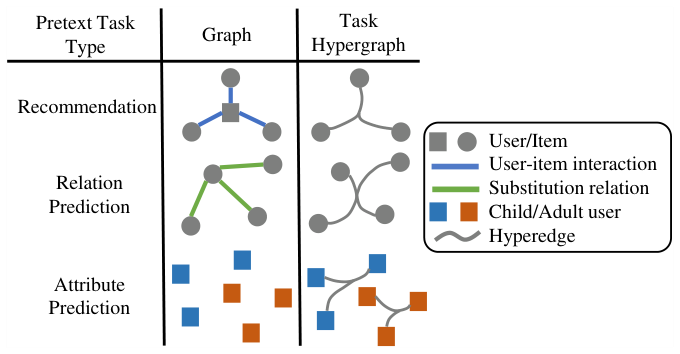 Pretext Task
Type
Graph
Task
Hypergraph
Recommendation
Relation
Prediction
Attribute
Prediction
User/Item
User-item interaction
Substitution relation
Child/Adult user
Hyperedge